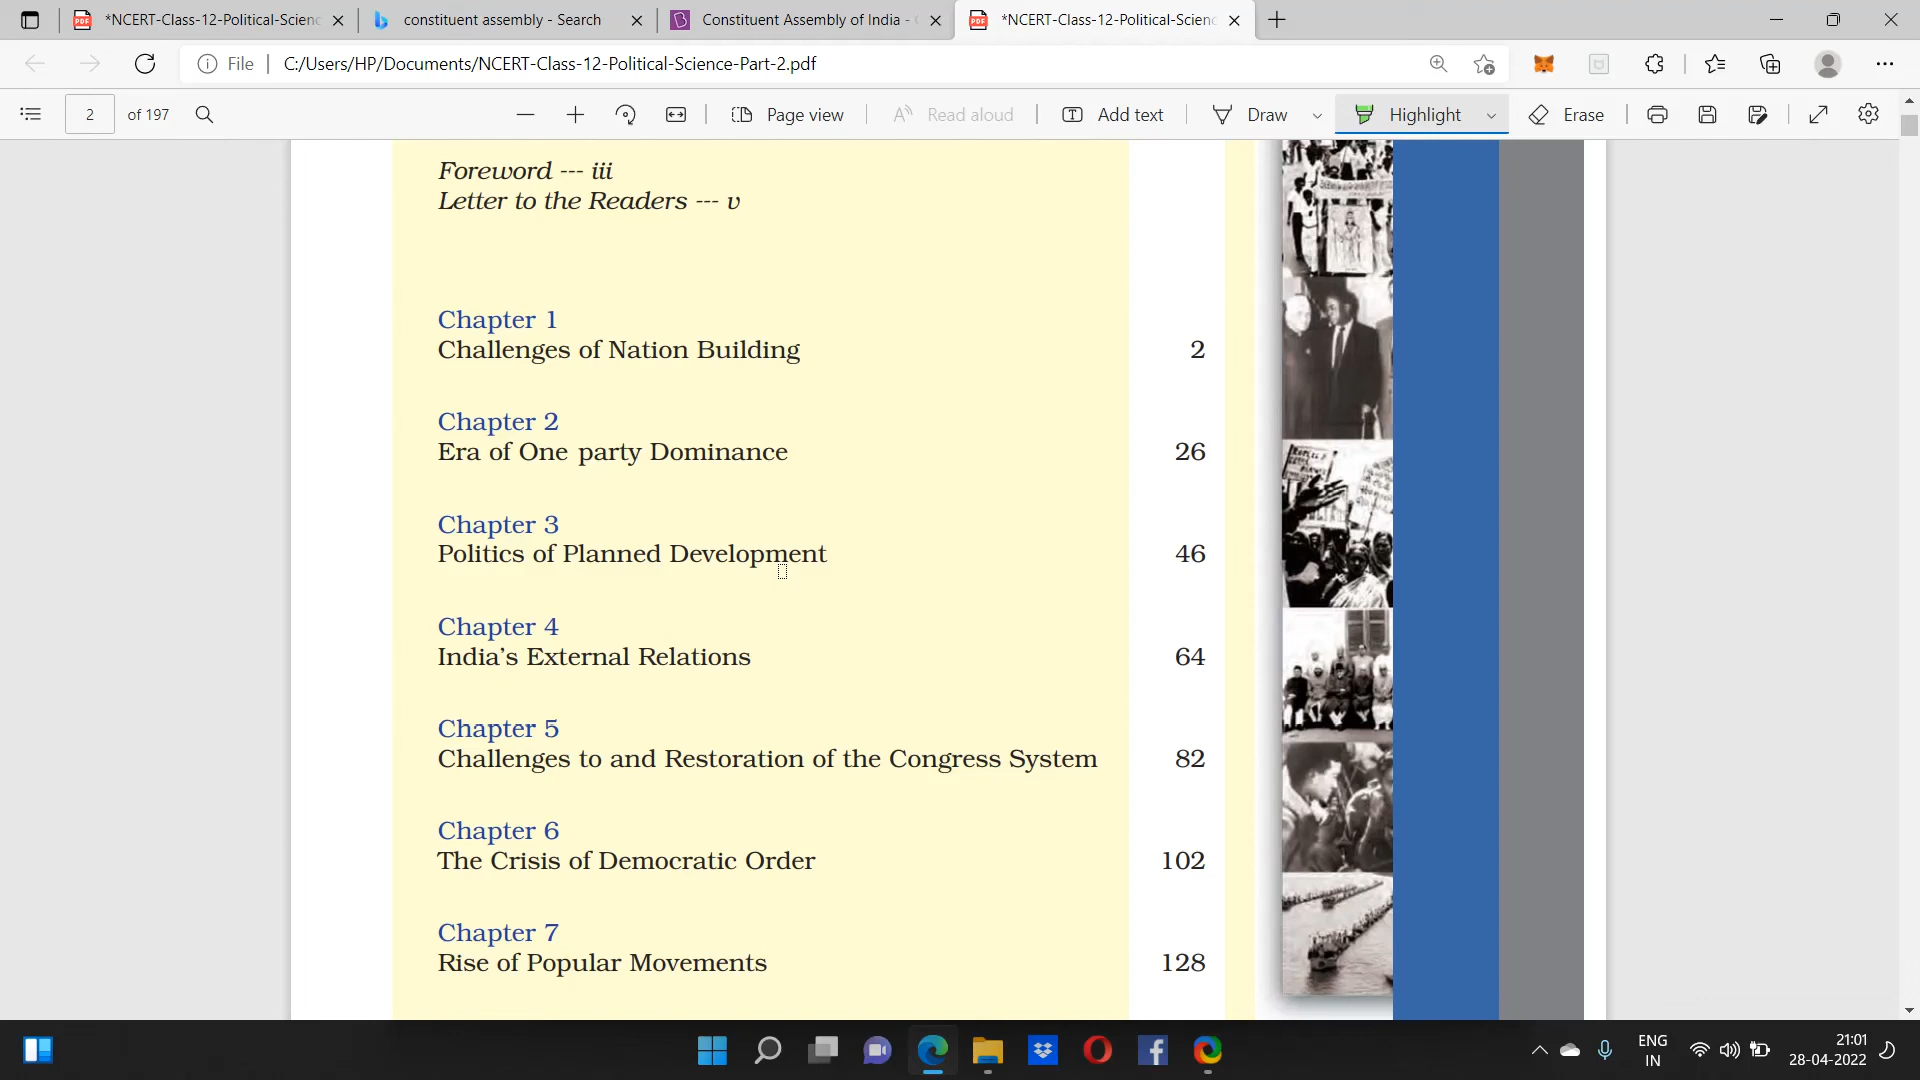 *NCERT-Class-12-Political-Scienc
constituent assembly - Search
Constituent Assembly of India -
*NCERT-Class-12-Political-Scienc
File
C:/Users/HP/Documents/NCERT-Class-12-Political-Science-Part-2.pdf
2 of 197
Page view
Read aloud
Add text
Draw
Highlight
Erase
Foreword --- iii
Letter to the Readers --- v
Chapter 1
Challenges of Nation Building 2
Chapter 2
Era of One party Dominance 26
Chapter 3
Politics of Planned Development 46
Chapter 4
India's External Relations 64
Chapter 5
Challenges to and Restoration of the Congress System 82
Chapter 6
The Crisis of Democratic Order 102
Chapter 7
Rise of Popular Movements 128
ENG
IN
21:01
28-04-2022